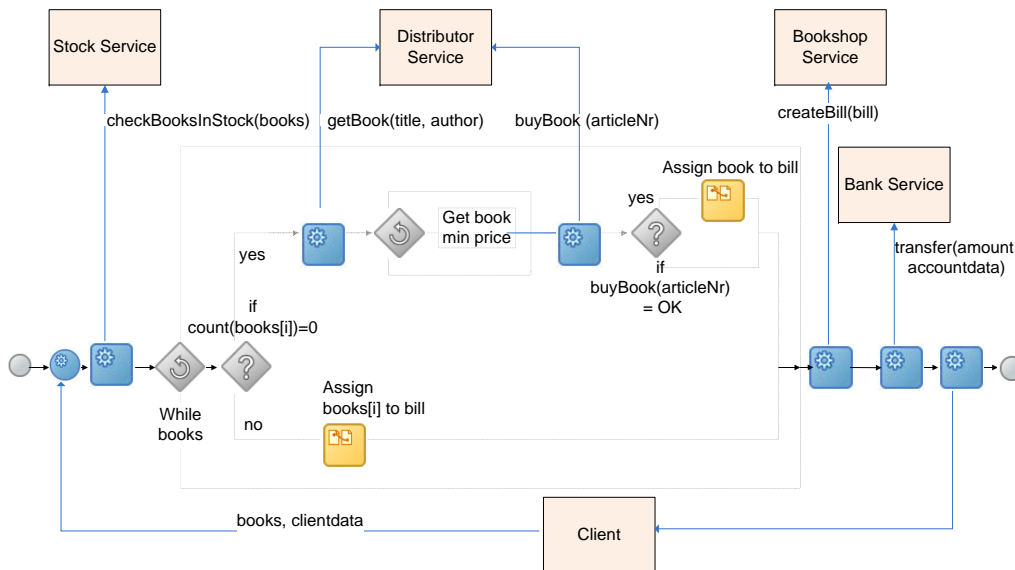 Stock Service
Distributor
Service
Bookshop
Service
checkBooksInStock(books)
getBook(title, author)
buyBook (articleNr)
createBill(bill)
Assign book to bill
Bank Service
yes
Get book
min price
transfer(amount
accountdata)
yes
if
buyBook(articleNr)
= OK
if
count(books[i])=0
While
books
no
Assign
books[i] to bill
books, clientdata
Client